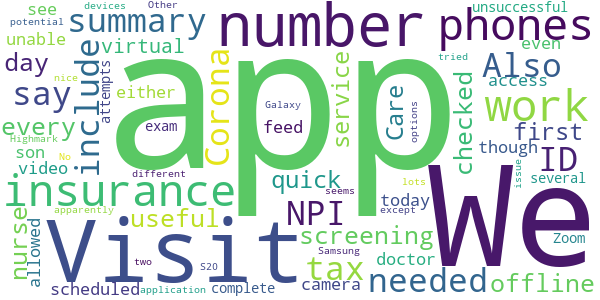 see potential devices Other unsuccessful
unable summary number phones
attempts virtual even
day include app corona service Also
say either Care checked access work
every exam Galaxy options tried
Highmark nice feed first
son No though ID
video different seems lots several
insurance quick We issue
nurse apparently useful NPI today
allowed Visit screening doctor Zoom
two Samsung except
S20 tax needed
scheduled application complete camera offline